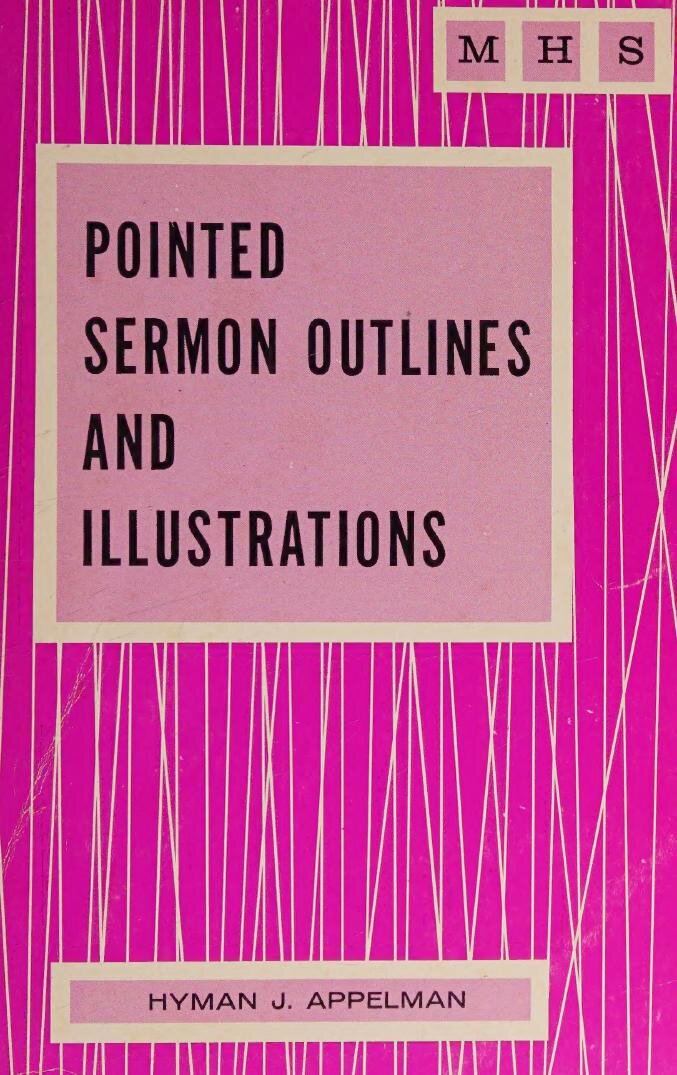 M H S
POINTED
SERMON OUTLINES
AND
ILLUSTRATIONS
HYMAN J. APPELMAN